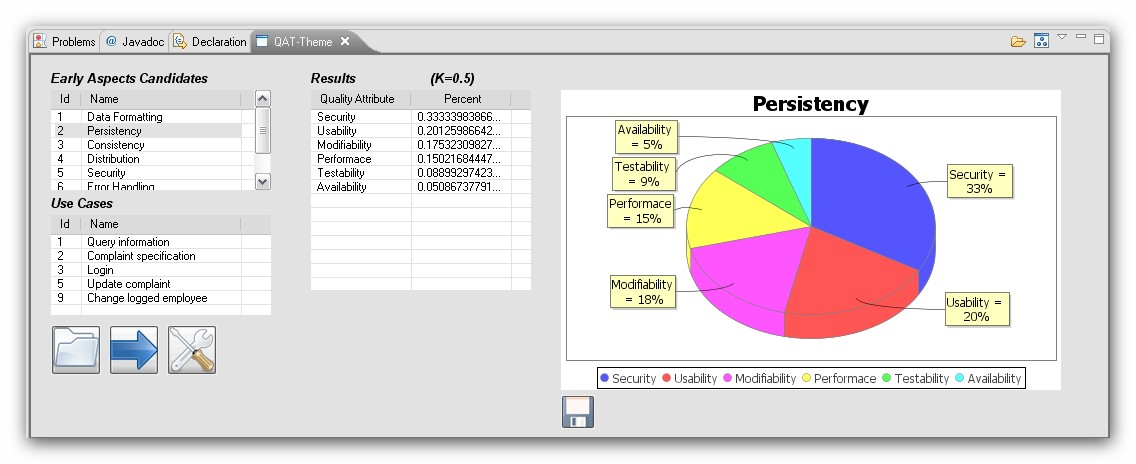 Problems @ Javadoc Declaration QAT-Theme
Early Aspects Candidates
Id Name
1 Data Formatting
2 Persistency
3 Consistency
4 Distribution
5 Security
6 Error Handling
Use Cases
Id Name
1 Query information
2 Complaint specification
3 Login
5 Update complaint
9 Change logged employee
Results (K=0.5)
Quality Attribute Percent
Security 0.33333983866...
Usability 0.20125986642...
Modifiability 0.17532309827...
Performace 0.15021684447...
Testability 0.08899297423...
Availability 0.05086737791...
Persistency
Availability
= 5%
Testability
= 9%
Performace
= 15%
Modifiability
= 18%
Security =
33%
Usability =
20%
Security Usability Modifiability Performace Testability Availability